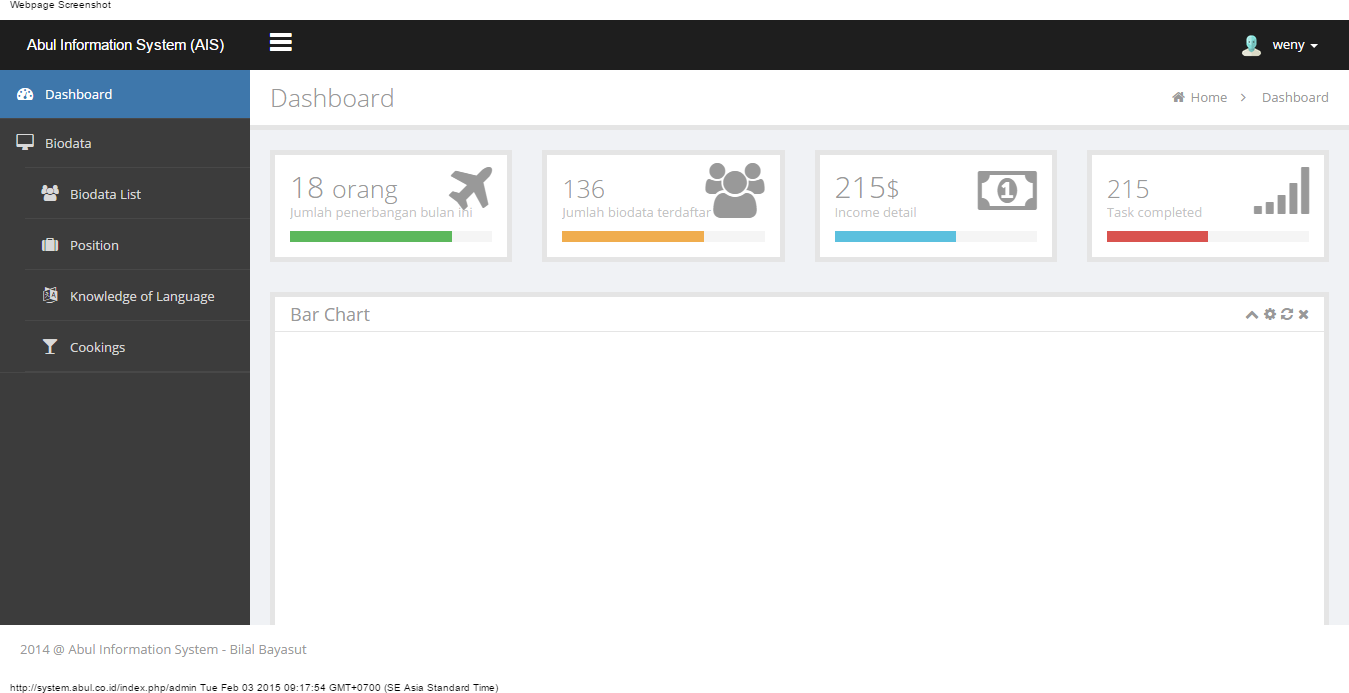 Webpage Screenshot
Abul Information System (AIS)
weny
Dashboard
Dashboard
Home > Dashboard
Biodata
Biodata List
Position
Knowledge of Language
Cookings
18 orang
Jumlah penerbangan bulan ini
136
Jumlah biodata terdaftar
215$
Income detail
1
215
Task completed
Bar Chart
2014 @ Abul Information System - Bilal Bayasut
http://system.abul.co.id/index.php/admin Tue Feb 03 2015 09:17:54 GMT+0700 (SE Asia Standard Time)